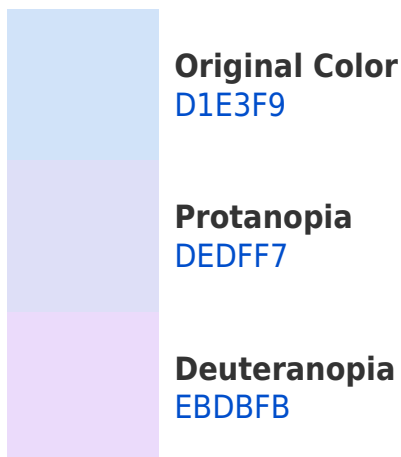 Original Color
D1E3F9
Protanopia
DEDFF7
Deuteranopia
EBDBFB